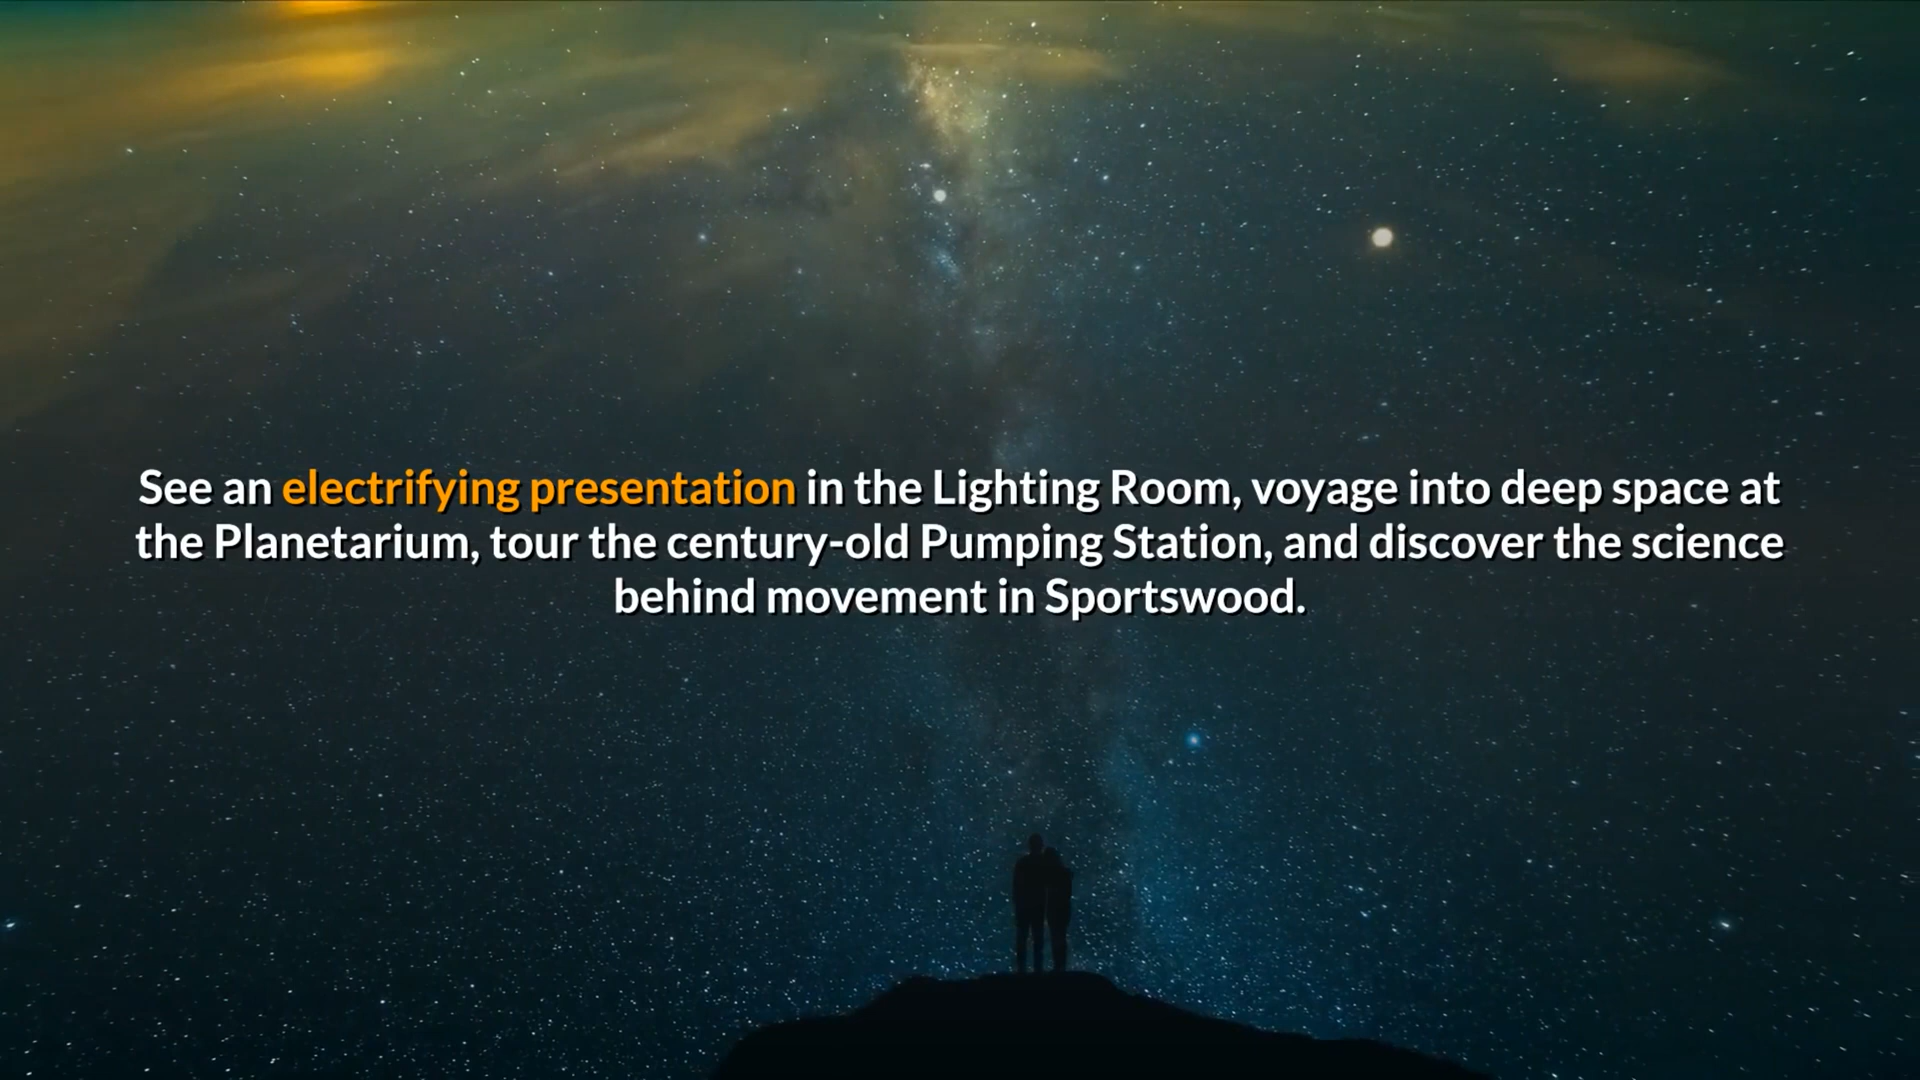 See an electrifying presentation in the Lighting Room, voyage into deep space at
the Planetarium, tour the century-old Pumping Station, and discover the science
behind movement in Sportswood.